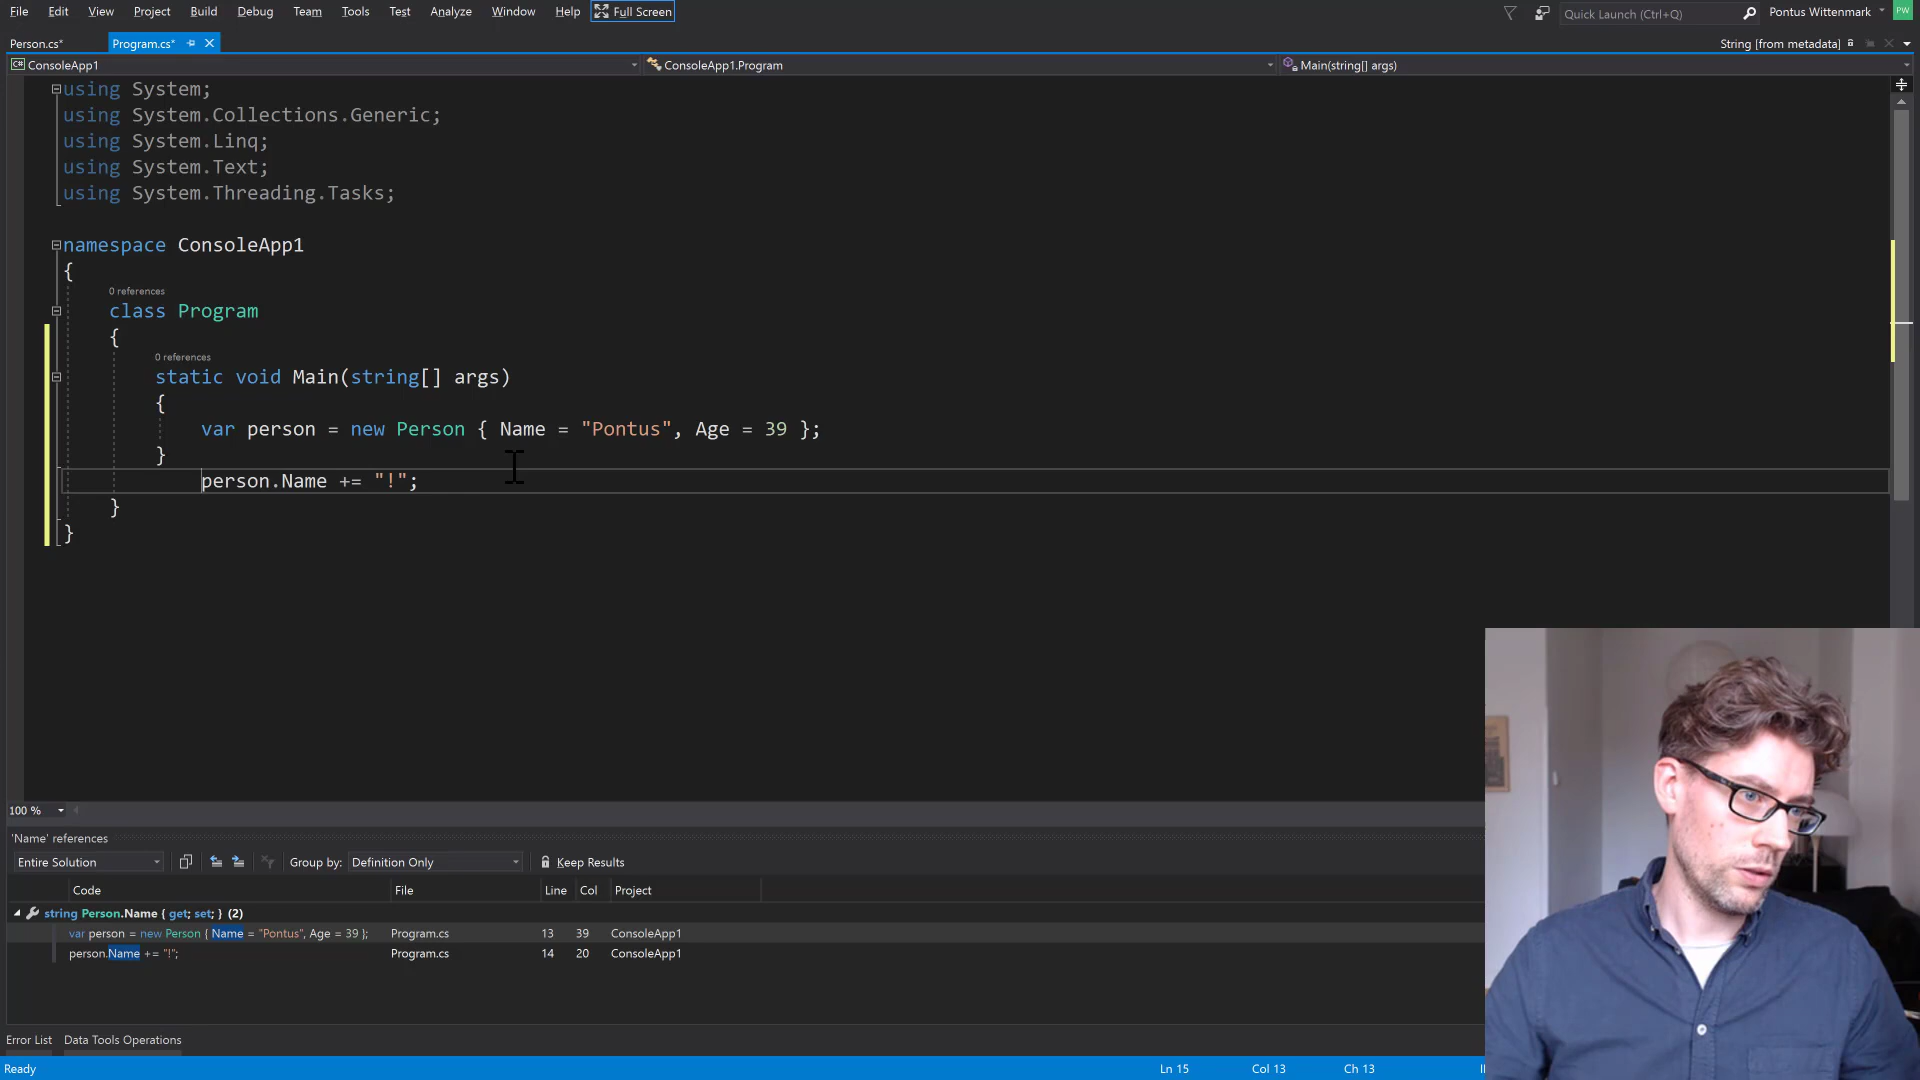 File Edit View Project Build Debug Team Tools Test Analyze Window Help Full Screen Quick Launch (Ctrl+Q) Pontus Wittenmark PW
Person.cs* Program.cs* String [from metadata]
C# ConsoleApp1 ConsoleApp1.Program Main(string[] args)
using System;
using System.Collections.Generic;
using System.Linq;
using System.Text;
using System.Threading.Tasks;
namespace ConsoleApp1
{
0 references
class Program
{
0 references
static void Main(string[] args)
{
var person = new Person { Name = "Pontus", Age = 39 };
}
person.Name += "!";
}
}
100 %
'Name' references
Entire Solution Group by: Definition Only Keep Results
Code File Line Col Project
string Person.Name { get; set; } (2)
var person = new Person { Name = "Pontus", Age = 39 }; Program.cs 13 39 ConsoleApp1
person.Name += "!"; Program.cs 14 20 ConsoleApp1
Error List Data Tools Operations
Ready Ln 15 Col 13 Ch 13